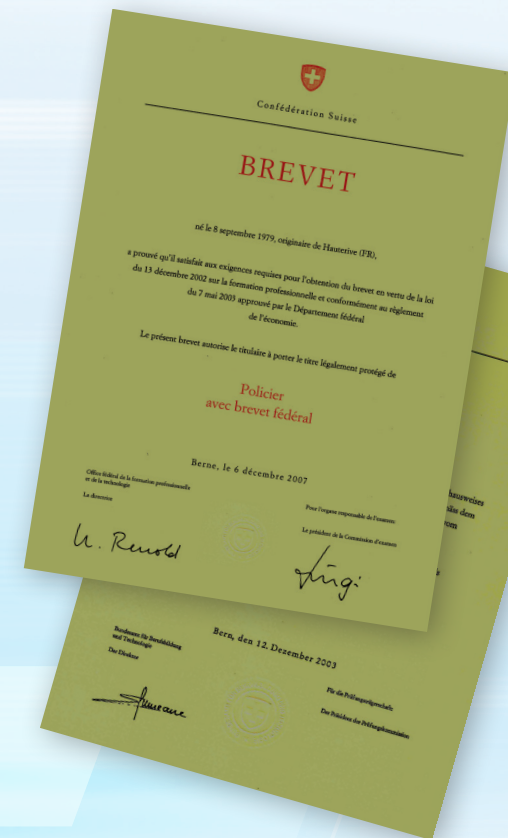 Confédération Suisse
BREVET
né le 8 septembre 1979, originaire de Hauterive (FR),
a prouvé qu'il satisfait aux exigences requises pour l'obtention du brevet en vertu de la loi
du 13 décembre 2002 sur la formation professionnelle et conformément au règlement
du 7 mai 2003 approuvé par le Département fédéral
de l'économie.
Le présent brevet autorise le titulaire à porter le titre légalement protégé de
Policier
avec brevet fédéral
Berne, le 6 décembre 2007
Office fédéral de la formation professionnelle
et de la technologie
La directrice
Pour l'organe responsable de l'examen
Le président de la Commission d'examen
U. Renold
Jingi
hausweises
dem
vom
Bern, den 12. Dezember 2003
Bundesamt für Berufsbildung
und Technologie
Der Direktor
Für die Prüfungsträgerschaft
Der Präsident der Prüfungskommission